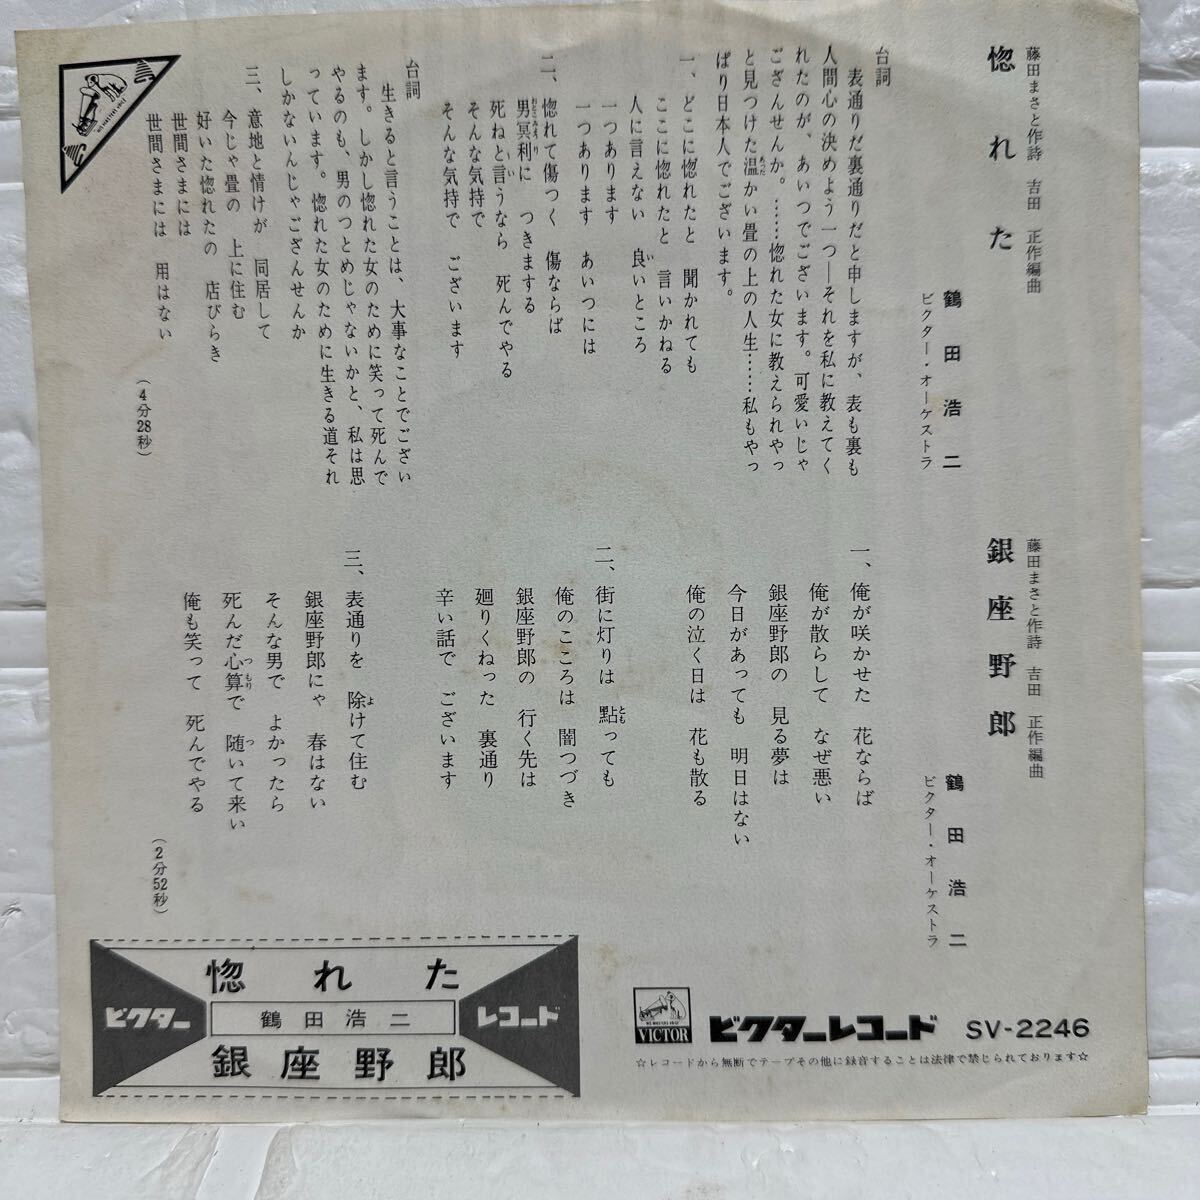 惚れた
藤田まさと作詩　吉田　正作編曲
鶴田浩二
ビクター・オーケストラ
台詞
表通りだ裏通りだと申しますが、表も裏も
人間心の決めよう一つ―それを私に教えてく
れたのが、あいつでございます。可愛いじゃ
ござんせんか。……惚れた女に教えられやっ
と見つけた温（あった）かい畳の上の人生……私もやっ
ぱり日本人でございます。
一、どこに惚れたと　聞かれても
ここに惚れたと　言いかねる
人に言えない　良（い）いところ
一つあります
一つあります　あいつには
二、惚れて傷つく　傷ならば
男冥利（おとこみょうり）に　つきまする
死ねと言（い）うなら　死んでやる
そんな気持で
そんな気持で　ございます
台詞
生きると言うことは、大事なことでござい
ます。しかし惚れた女のために笑って死んで
やるのも、男のつとめじゃないかと、私は思
っています。惚れた女のために生きる道それ
しかないんじゃござんせんか
三、意地と情けが　同居して
今じゃ畳の　上に住む
好いた惚れたの　店びらき
世間さまには
世間さまには　用はない
（4分28秒）
銀座野郎
藤田まさと作詩　吉田　正作編曲
鶴田浩二
ビクター・オーケストラ
一、俺が咲かせた　花ならば
俺が散らして　なぜ悪い
銀座野郎の　見る夢は
今日があっても　明日はない
俺の泣く日は　花も散る
二、街に灯りは　點（とも）っても
俺のこころは　闇つづき
銀座野郎の　行く先は
廻りくねった　裏通り
辛い話で　ございます
三、表通りを　除（よ）けて住む
銀座野郎にゃ　春はない
そんな男で　よかったら
死んだ心算（つもり）で　随（つ）いて来い
俺も笑って　死んでやる
（2分52秒）
惚れた
ビクター　鶴田浩二　レコード
銀座野郎
VICTOR　ビクターレコード　SV-2246
☆レコードから無断でテープその他に録音することは法律で禁じられております☆